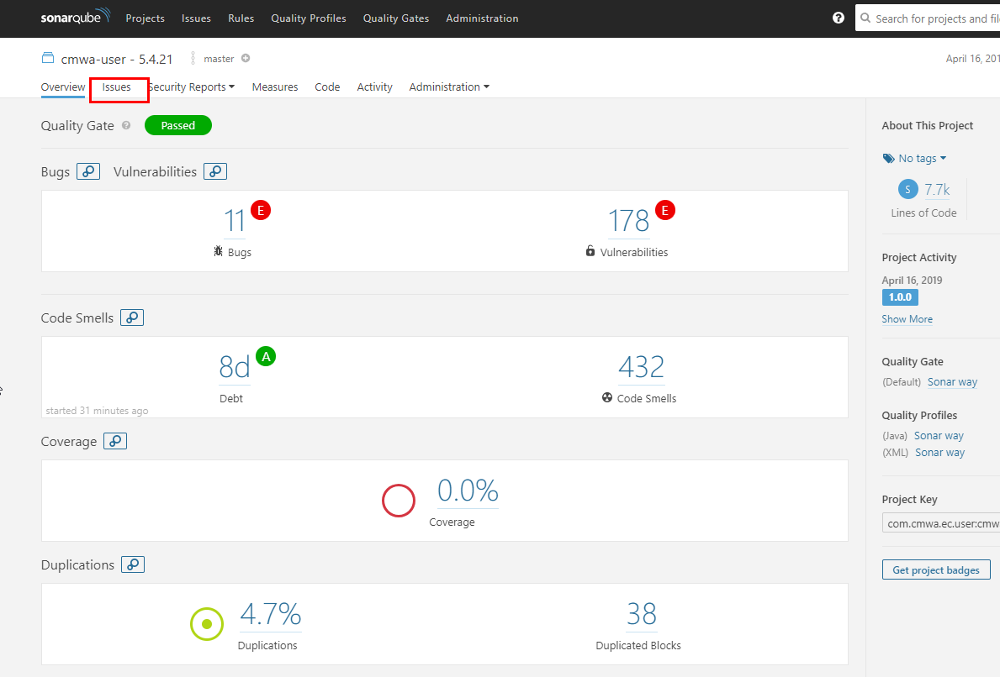 sonarqube Projects Issues Rules Quality Profiles Quality Gates Administration ? Search for projects and fil
cmwa-user - 5.4.21 master April 16, 201
Overview Issues Security Reports Measures Code Activity Administration
Quality Gate ? Passed
About This Project
No tags
Bugs Vulnerabilities
S 7.7k
Lines of Code
11 E 178 E
Bugs Vulnerabilities
Project Activity
April 16, 2019
1.0.0
Show More
Code Smells
8d A 432
Debt Code Smells
started 31 minutes ago
Quality Gate
(Default) Sonar way
Quality Profiles
(Java) Sonar way
(XML) Sonar way
Coverage
0.0%
Coverage
Project Key
com.cmwa.ec.user:cmw
Get project badges
Duplications
4.7% 38
Duplications Duplicated Blocks